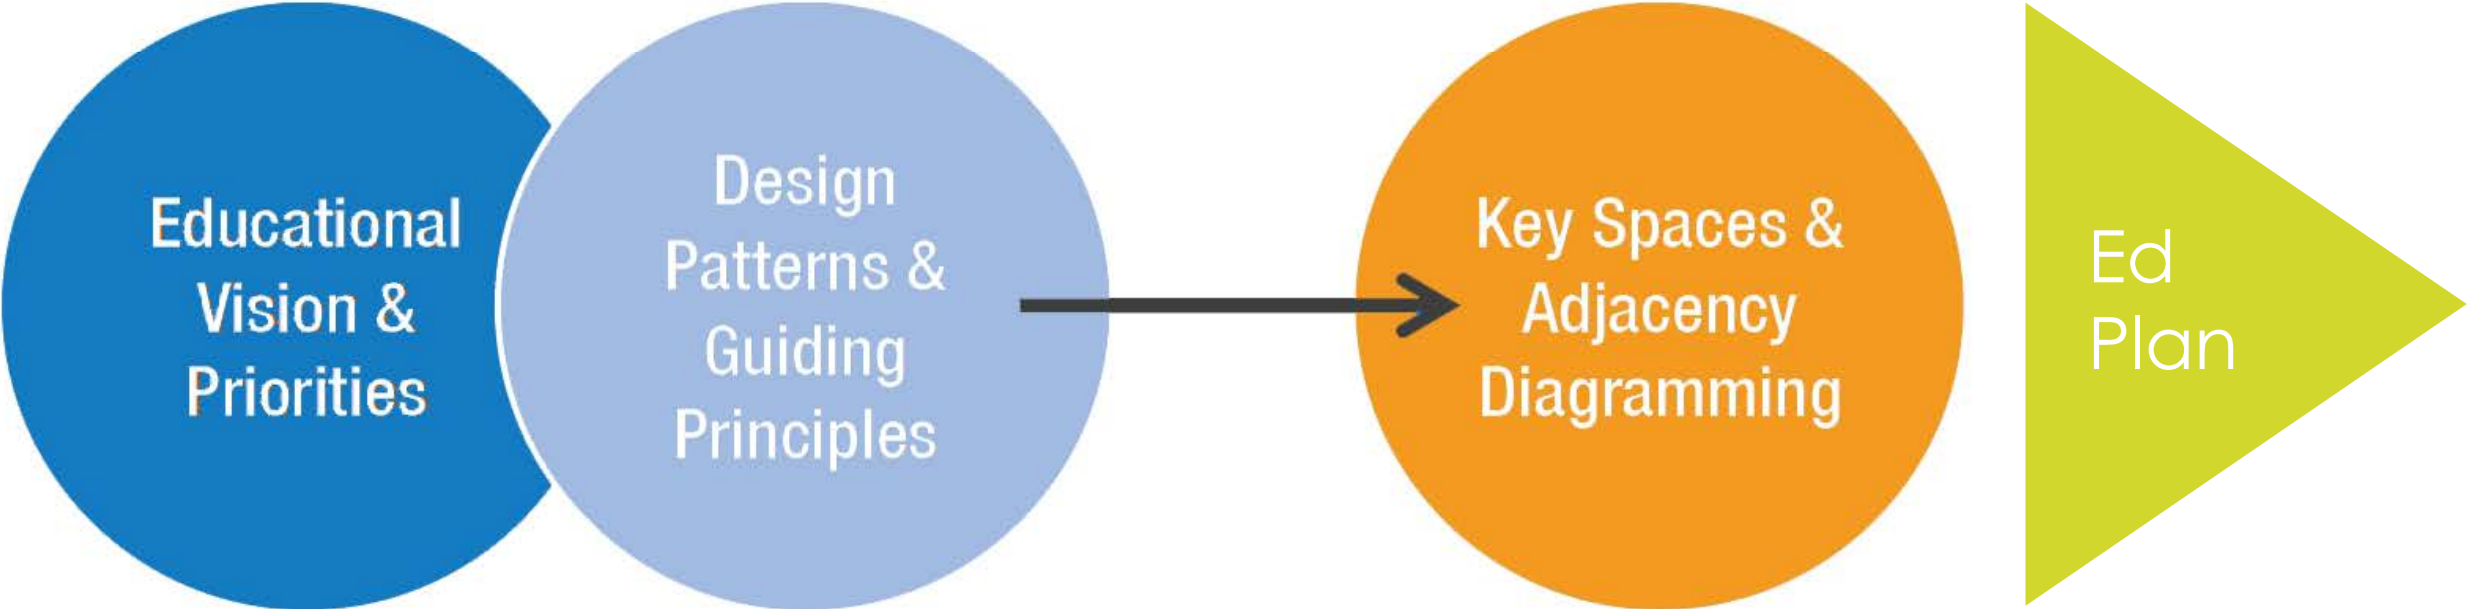 Educational
Vision &
Priorities
Design
Patterns &
Guiding
Principles
Key Spaces &
Adjacency
Diagramming
Ed
Plan